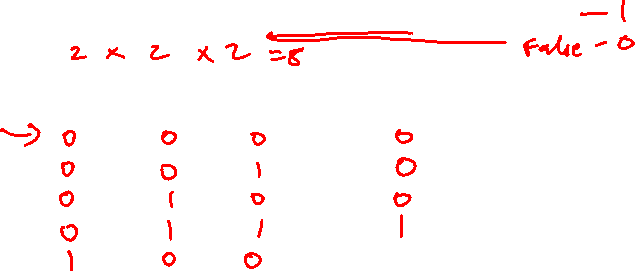 — 1
2 x 2 x 2 = 8
False - 0
0 0 0 0
0 0 1 0
0 1 0 0
0 1 1 1
1 0 0